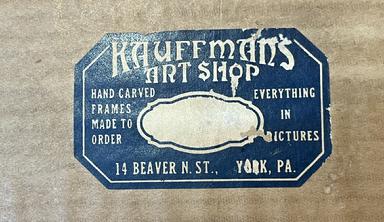 KAUFFMAN'S
ART SHOP
HAND CARVED
FRAMES
MADE TO
ORDER
EVERYTHING
IN
PICTURES
14 BEAVER N. ST., YORK, PA.